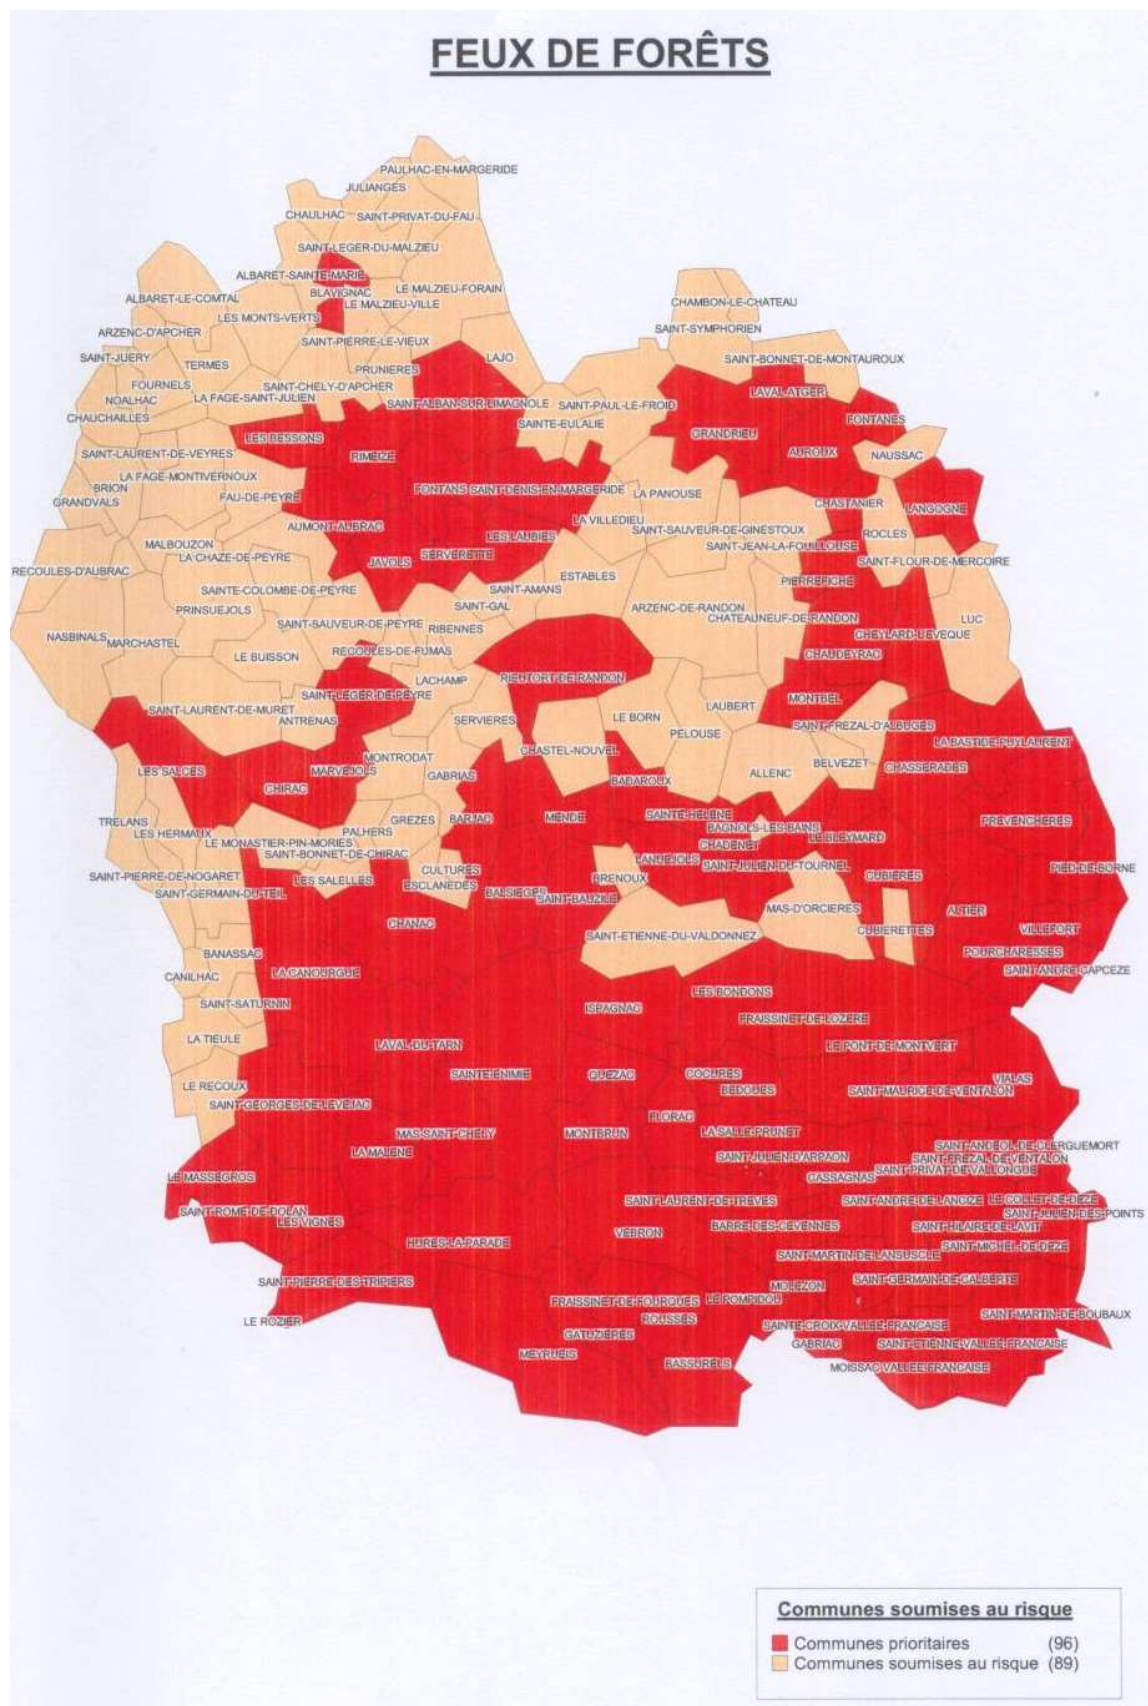 FEUX DE FORÊTS
PAULHAC-EN-MARGERIDE
JULIANGES
CHAULHAC
SAINT-PRIVAT-DU-FAU
SAINT-LEGER-DU-MALZIEU
ALBARET-SAINTE-MARIE
BLAVIGNAC
LE MALZIEU-FORAIN
LE MALZIEU-VILLE
ALBARET-LE-COMTAL
LES MONTS-VERTS
CHAMBON-LE-CHATEAU
ARZENC-D'APCHER
SAINT-PIERRE-LE-VIEUX
SAINT-SYMPHORIEN
SAINT-JUERY
TERMES
PRUNIERES
LAJO
SAINT-BONNET-DE-MONTAUROUX
FOURNELS
SAINT-CHELY-D'APCHER
NOALHAC
LA FAGE-SAINT-JULIEN
SAINT-ALBAN-SUR-LIMAGNOLE
SAINT-PAUL-LE-FROID
LAVAL-ATGER
CHAUCHAILLES
SAINTE-EULALIE
FONTANES
LES BESSONS
GRANDRIEU
SAINT-LAURENT-DE-VEYRES
RIMEIZE
AUROUX
NAUSSAC
LA FAGE-MONTIVERNOUX
BRION
FAU-DE-PEYRE
FONTANS
SAINT-DENIS-EN-MARGERIDE
LA PANOUSE
GRANDVALS
CHASTANIER
LANGOGNE
AUMONT-ALBRAC
LA VILLEDIEU
SAINT-SAUVEUR-DE-GINESTOUX
ROCLES
MALBOUZON
LES LAUBIES
SAINT-JEAN-LA-FOUILLOUSE
LA CHAZE-DE-PEYRE
JAVOLS
SERVERETTE
SAINT-FLOUR-DE-MERCOIRE
RECOULES-D'AUBRAC
ESTABLES
PIERREFICHE
SAINTE-COLOMBE-DE-PEYRE
SAINT-AMANS
PRINSUEJOLS
SAINT-GAL
ARZENC-DE-RANDON
CHATEAUNEUF-DE-RANDON
LUC
SAINT-SAUVEUR-DE-PEYRE
RIBENNES
NASBINALS
MARCHASTEL
CHEYLARD-L'EVEQUE
LE BUISSON
RECOULES-DE-FUMAS
CHAUDEYRAC
LACHAMP
RIEUTORT-DE-RANDON
SAINT-LEGER-DE-PEYRE
MONTBEL
SAINT-LAURENT-DE-MURET
ANTRENAS
SERVIERES
LE BORN
LAUBERT
SAINT-FREZAL-D'ALBUGES
PELOUSE
LA BASTIDE-PUYLAURENT
CHASTEL-NOUVEL
MONTRODAT
BELVEZET
CHASSERADES
LES SALCES
MARVEJOLS
GABRIAS
ALLENC
BADAROUX
CHIRAC
TRELANS
GREZES
BARJAC
MENDE
SAINTE-HELENE
PREVENCHERES
LES HERMAUX
PALHERS
BAGNOLS-LES-BAINS
LE MONASTIER-PIN-MORIES
CHADENET
LE BLEYMARD
SAINT-BONNET-DE-CHIRAC
LANUEJOLS
SAINT-JULIEN-DU-TOURNEL
PIED-DE-BORNE
CULTURES
SAINT-PIERRE-DE-NOGARET
LES SALELLES
ESCLANEDES
BRENOUX
CUBIERES
SAINT-GERMAIN-DU-TEIL
BALSIEGES
SAINT-BAUZILE
MAS-D'ORCIERES
ALTIER
CHANAC
CUBIERETTES
VILLEFORT
SAINT-ETIENNE-DU-VALDONNEZ
BANASSAC
POURCHARESSES
CANILHAC
LA CANOURGUE
SAINT-ANDRE-CAPCEZE
LES BONDONS
SAINT-SATURNIN
ISPAGNAC
FRAISSINET-DE-LOZERE
LA TIEULE
LAVAL-DU-TARN
LE PONT-DE-MONTVERT
SAINTE-ENIMIE
QUEZAC
COCURES
VIALAS
LE RECOUX
BEDOUES
SAINT-MAURICE-DE-VENTALON
SAINT-GEORGES-DE-LEVEJAC
FLORAC
MAS-SAINT-CHELY
MONTBRUN
LA SALLE-PRUNET
SAINT-ANDEOL-DE-CLERGUEMORT
LA MALENE
SAINT-JULIEN-D'ARPAON
SAINT-FREZAL-DE-VENTALON
SAINT-PRIVAT-DE-VALLONGUE
LE MASSEGROS
CASSAGNAS
SAINT-LAURENT-DE-TREVES
SAINT-ANDRE-DE-LANCIZE
LE COLLET-DE-DEZE
SAINT-ROME-DE-DOLAN
SAINT-JULIEN-DES-POINTS
LES VIGNES
VEBRON
BARRE-DES-CEVENNES
SAINT-HILAIRE-DE-LAVIT
HURES-LA-PARADE
SAINT-MICHEL-DE-DEZE
SAINT-MARTIN-DE-LANSUSCLE
SAINT-PIERRE-DES-TRIPIERS
MOLEZON
SAINT-GERMAIN-DE-CALBERTE
FRAISSINET-DE-FOURQUES
LE POMPIDOU
LE ROZIER
ROUSSES
SAINTE-CROIX-VALLEE-FRANCAISE
SAINT-MARTIN-DE-BOUBAUX
GATUZIERES
GABRIAC
SAINT-ETIENNE-VALLEE-FRANCAISE
MEYRUEIS
BASSURELS
MOISSAC-VALLEE-FRANCAISE
Communes soumises au risque
Communes prioritaires (96)
Communes soumises au risque (89)